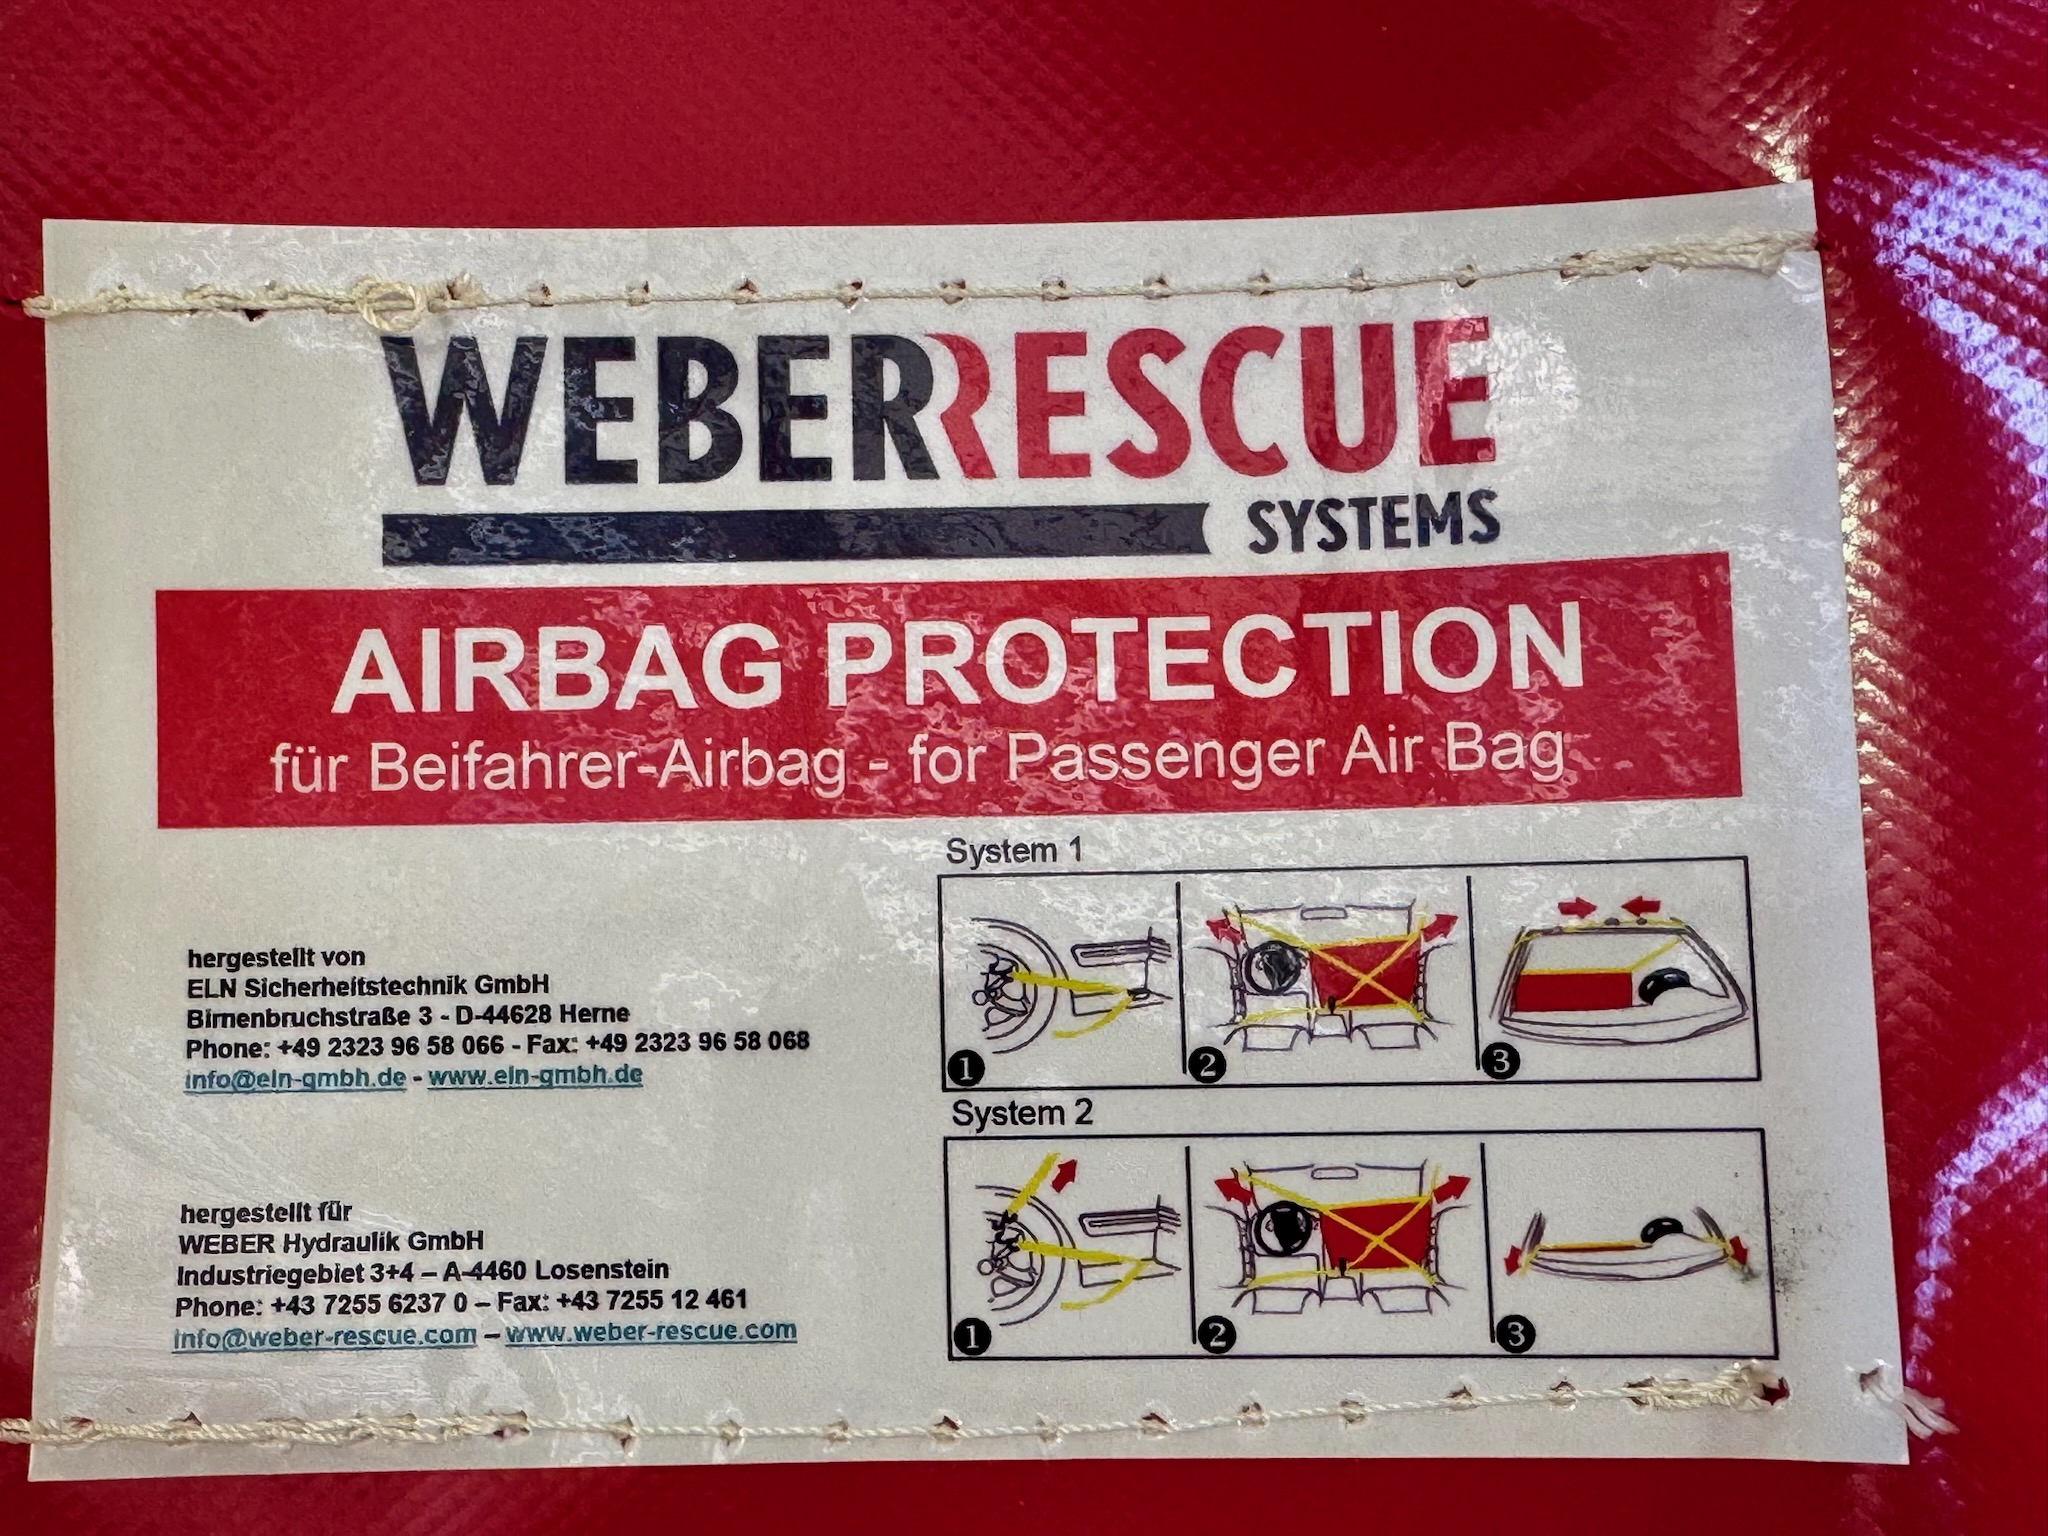 WEBERRESCUE
SYSTEMS
AIRBAG PROTECTION
für Beifahrer-Airbag - for Passenger Air Bag
hergestellt von
ELN Sicherheitstechnik GmbH
Birnenbruchstraße 3 - D-44628 Herne
Phone: +49 2323 96 58 066 - Fax: +49 2323 96 58 068
info@eln-gmbh.de - www.eln-gmbh.de
hergestellt für
WEBER Hydraulik GmbH
Industriegebiet 3+4 – A-4460 Losenstein
Phone: +43 7255 6237 0 – Fax: +43 7255 12 461
info@weber-rescue.com – www.weber-rescue.com
System 1
1 2 3
System 2
1 2 3